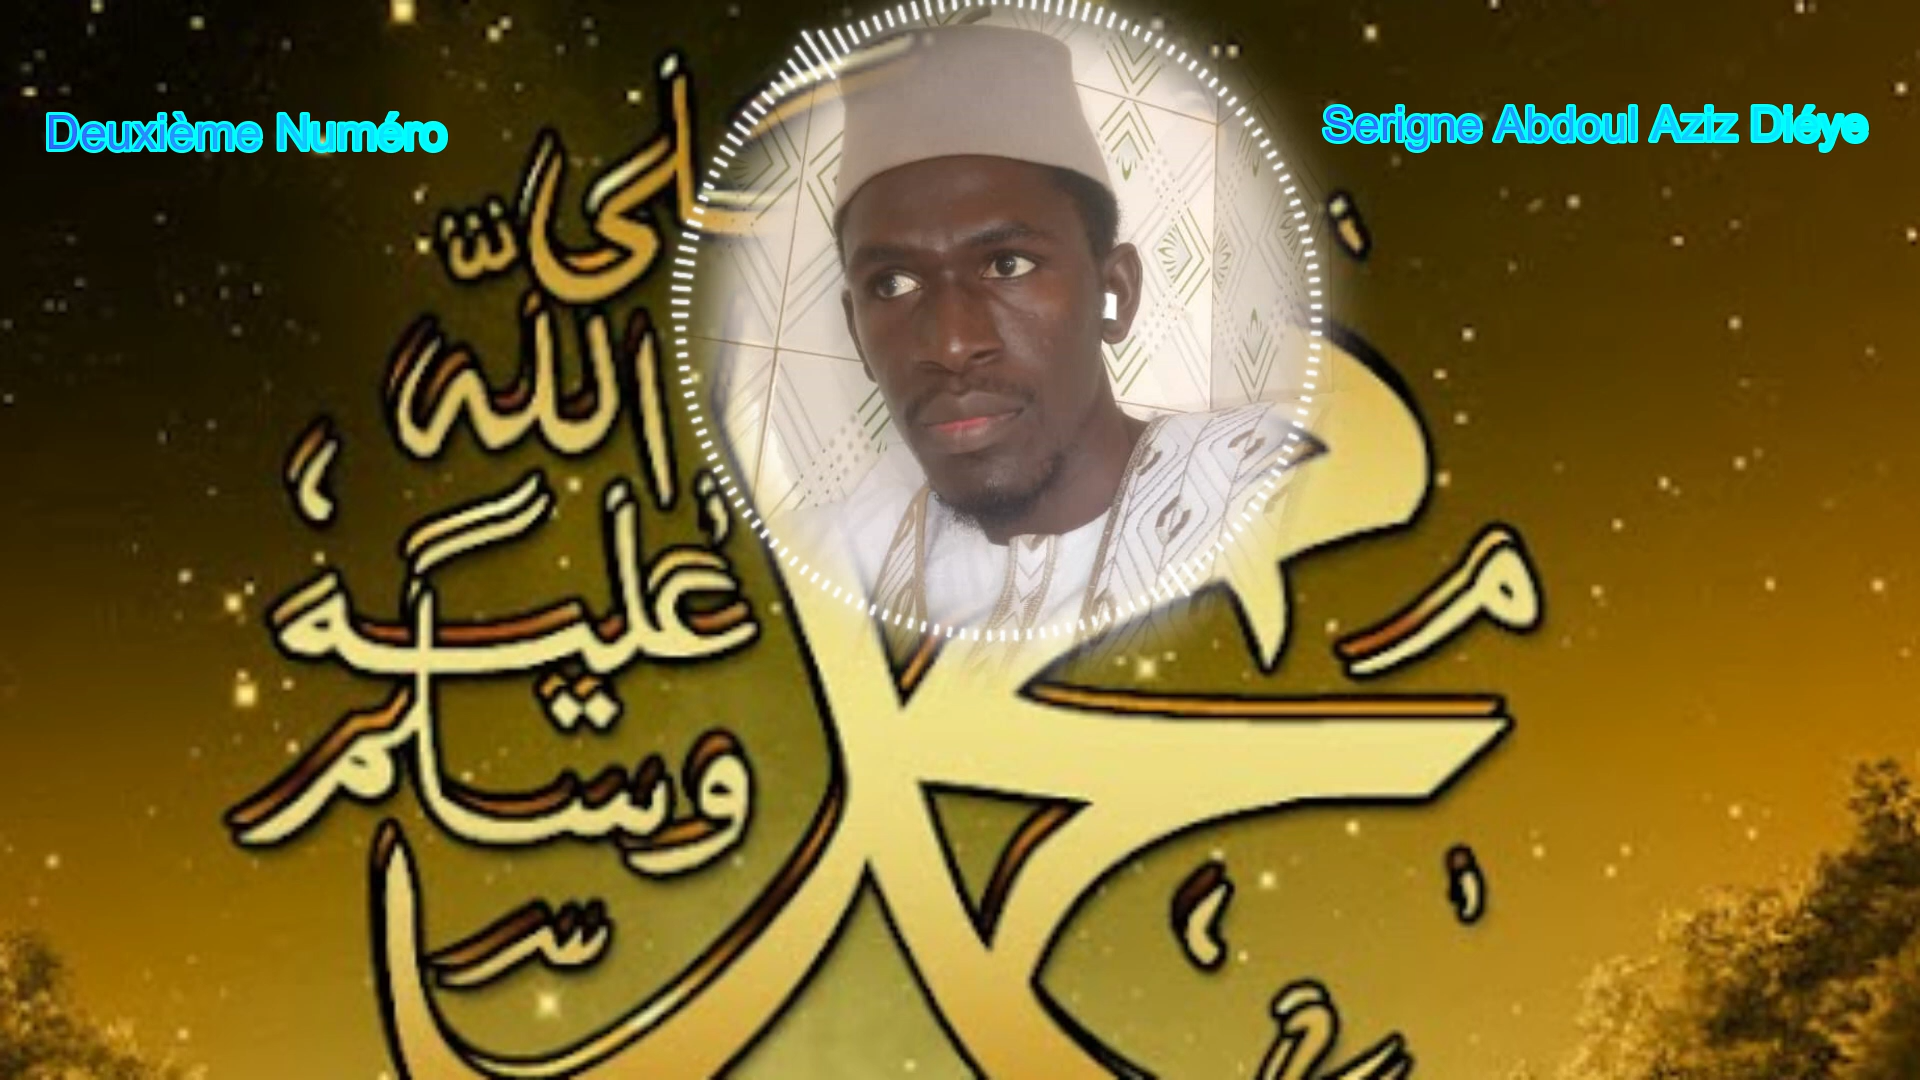 Deuxième Numéro
Serigne Abdoul Aziz Diéye
صلى
الله
عليه
وسلم
محمد